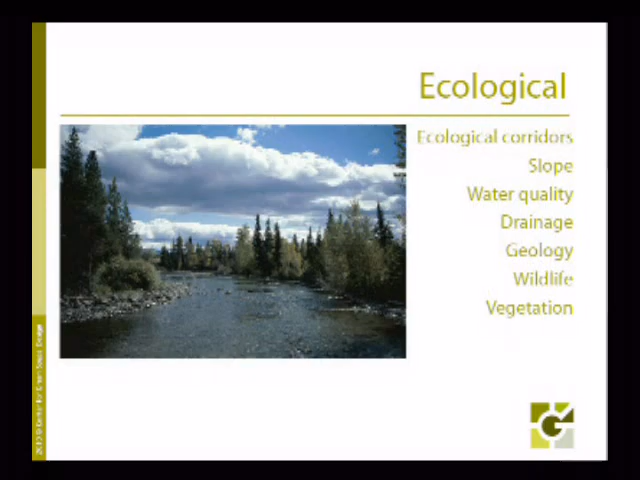 Ecological
Ecological corridors
Slope
Water quality
Drainage
Geology
Wildlife
Vegetation
G